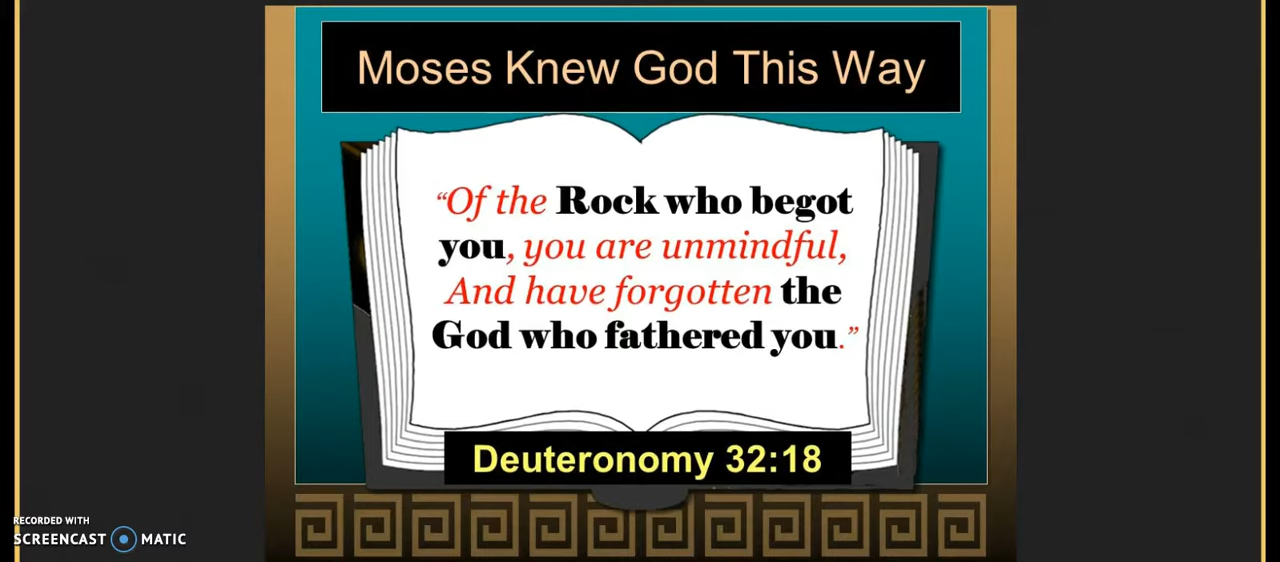 Moses Knew God This Way
“Of the Rock who begot
you, you are unmindful,
And have forgotten the
God who fathered you.”
Deuteronomy 32:18
RECORDED WITH
SCREENCAST MATIC